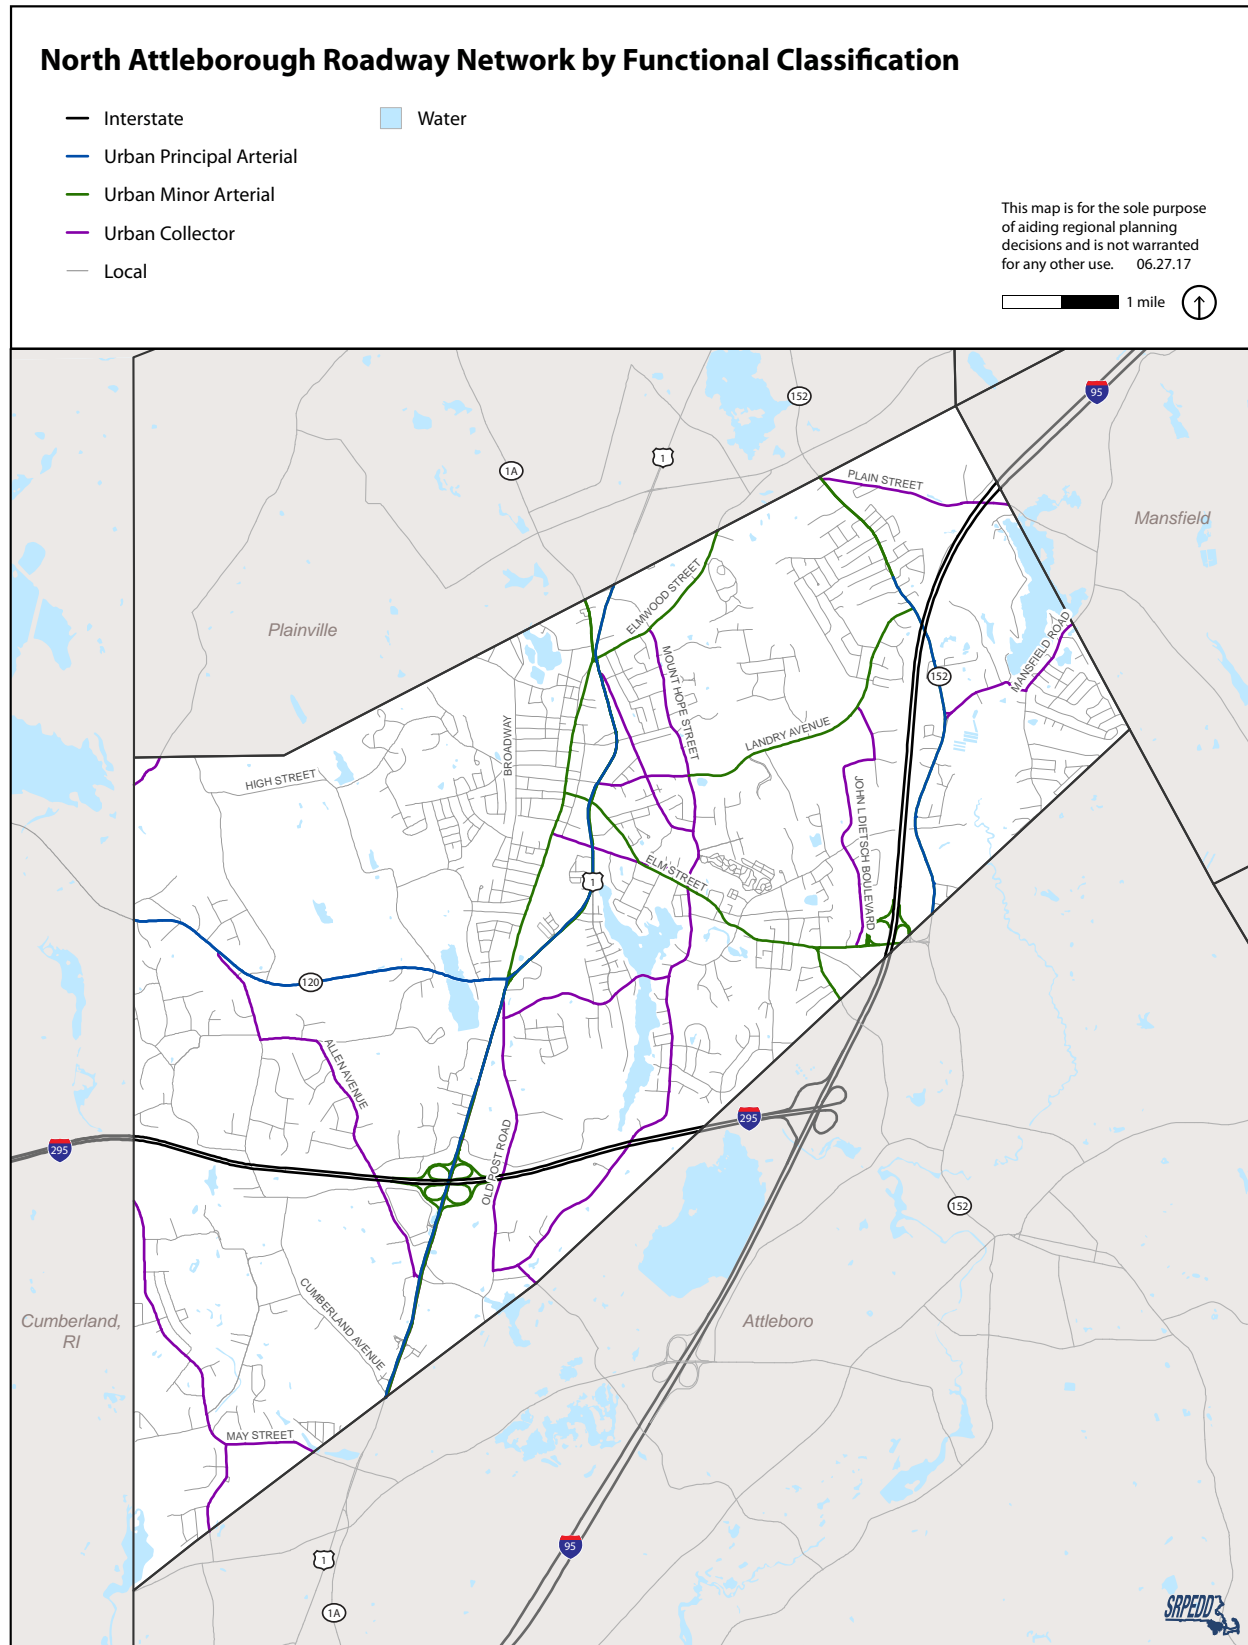 North Attleborough Roadway Network by Functional Classification
Interstate
Urban Principal Arterial
Urban Minor Arterial
Urban Collector
Local
Water
This map is for the sole purpose
of aiding regional planning
decisions and is not warranted
for any other use. 06.27.17
1 mile
95
152
1
1A
PLAIN STREET
Mansfield
ELMWOOD STREET
Plainville
MANSFIELD ROAD
MOUNT HOPE STREET
152
BROADWAY
LANDRY AVENUE
HIGH STREET
JOHN L DIETSCH BOULEVARD
ELM STREET
1
120
ALLEN AVENUE
295
295
OLD POST ROAD
152
CUMBERLAND AVENUE
Cumberland,
RI
Attleboro
MAY STREET
95
1
1A
SRPEDD